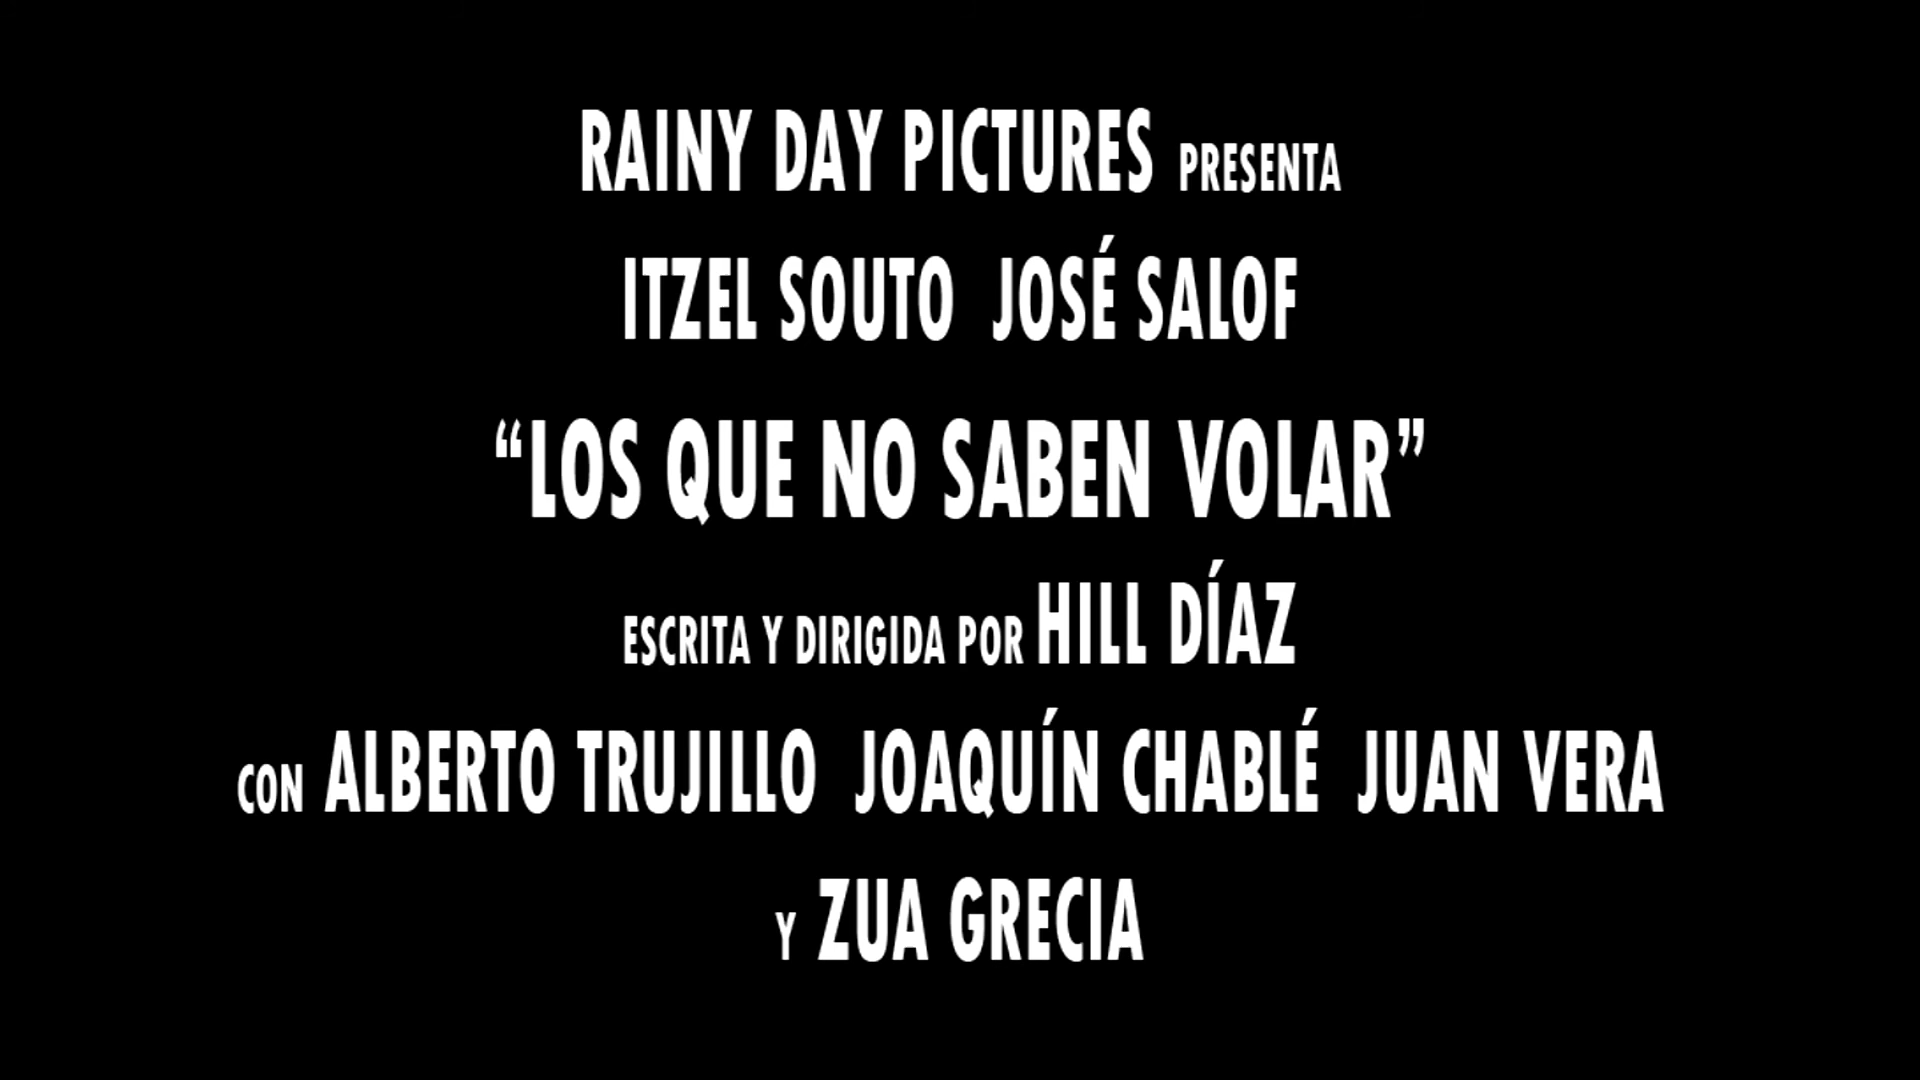 RAINY DAY PICTURES PRESENTA
ITZEL SOUTO JOSÉ SALOF
“LOS QUE NO SABEN VOLAR”
ESCRITA Y DIRIGIDA POR HILL DÍAZ
CON ALBERTO TRUJILLO JOAQUÍN CHABLÉ JUAN VERA
Y ZUA GRECIA